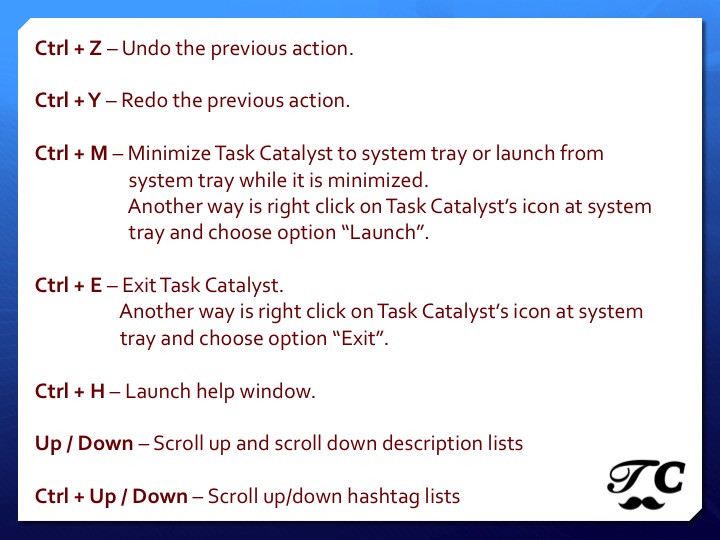 Ctrl + Z – Undo the previous action.
Ctrl + Y – Redo the previous action.
Ctrl + M – Minimize Task Catalyst to system tray or launch from
system tray while it is minimized.
Another way is right click on Task Catalyst’s icon at system
tray and choose option “Launch”.
Ctrl + E – Exit Task Catalyst.
Another way is right click on Task Catalyst’s icon at system
tray and choose option “Exit”.
Ctrl + H – Launch help window.
Up / Down – Scroll up and scroll down description lists
Ctrl + Up / Down – Scroll up/down hashtag lists
TC